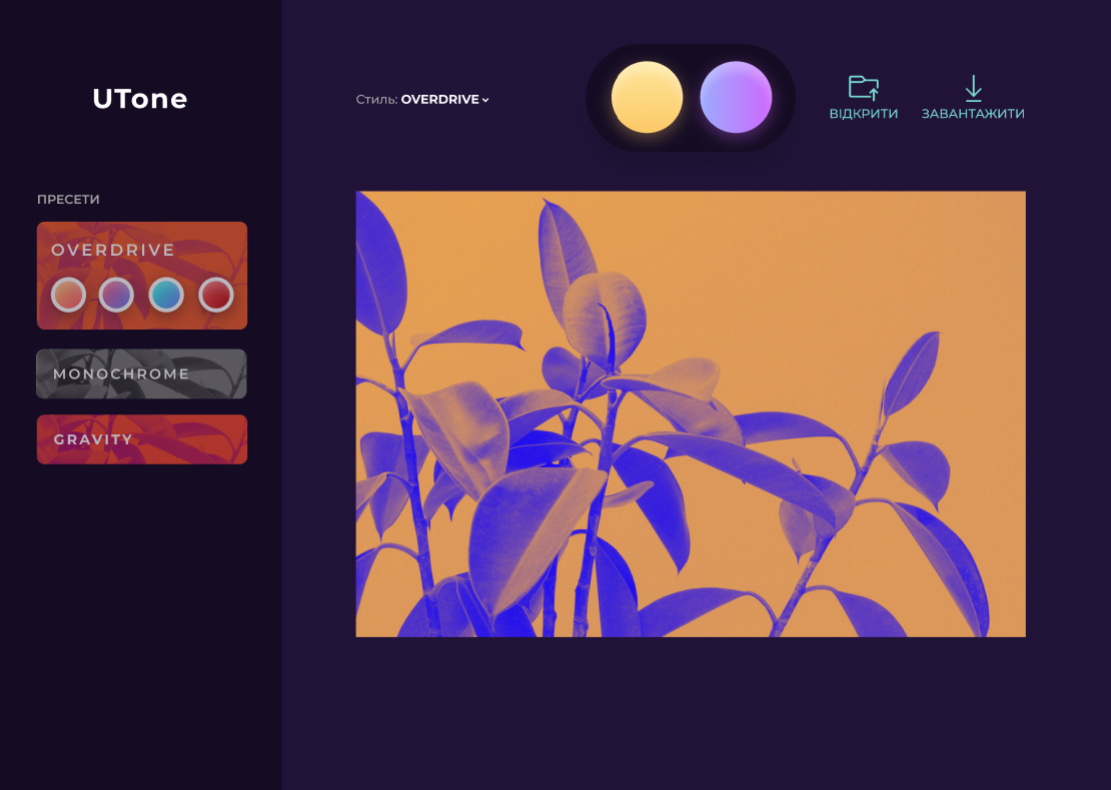 UTone
Стиль: OVERDRIVE
ВІДКРИТИ
ЗАВАНТАЖИТИ
ПРЕСЕТИ
OVERDRIVE
MONOCHROME
GRAVITY